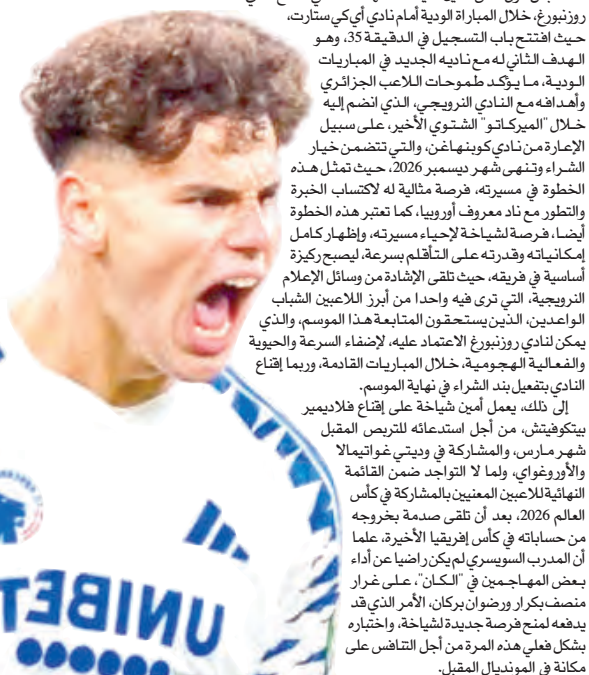 روزنبورغ، خلال المباراة الودية أمام نادي أي كي ستارت،
حيث افتتح باب التسجيل في الدقيقة 35، وهو
الهدف الثاني له مع ناديه الجديد في المباريات
الودية، ما يؤكد طموحات اللاعب الجزائري
وأهدافه مع النادي النرويجي، الذي انضم إليه
خلال "الميركاتو" الشتوي الأخير، على سبيل
الإعارة من نادي كوبنهاغن، والتي تتضمن خيار
الشراء وتنهى شهر ديسمبر 2026، حيث تمثل هذه
الخطوة في مسيرته، فرصة مثالية له لاكتساب الخبرة
والتطور مع ناد معروف أوروبيا، كما تعتبر هذه الخطوة
أيضا، فرصة لشياخة لإحياء مسيرته، وإظهار كامل
إمكانياته وقدرته على التأقلم بسرعة، ليصبح ركيزة
أساسية في فريقه، حيث تلقى الإشادة من وسائل الإعلام
النرويجية، التي ترى فيه واحدا من أبرز اللاعبين الشباب
الواعدين، الذين يستحقون المتابعة هذا الموسم، والذي
يمكن لنادي روزنبورغ الاعتماد عليه، لإضفاء السرعة والحيوية
والفعالية الهجومية، خلال المباريات القادمة، وربما إقناع
النادي بتفعيل بند الشراء في نهاية الموسم.
إلى ذلك، يعمل أمين شياخة على إقناع فلاديمير
بيتكوفيتش، من أجل استدعائه للتربص المقبل
شهر مارس، والمشاركة في وديتي غواتيمالا
والأوروغواي، ولما لا التواجد ضمن القائمة
النهائية للاعبين المعنيين بالمشاركة في كأس
العالم 2026، بعد أن تلقى صدمة بخروجه
من حساباته في كأس إفريقيا الأخيرة، علما
أن المدرب السويسري لم يكن راضيا عن أداء
بعض المهاجمين في "الكان"، على غرار
منصف بكرار ورضوان بركان، الأمر الذي قد
يدفعه لمنح فرصة جديدة لشياخة، واختباره
بشكل فعلي هذه المرة من أجل التنافس على
مكانة في المونديال المقبل.
UNIBET